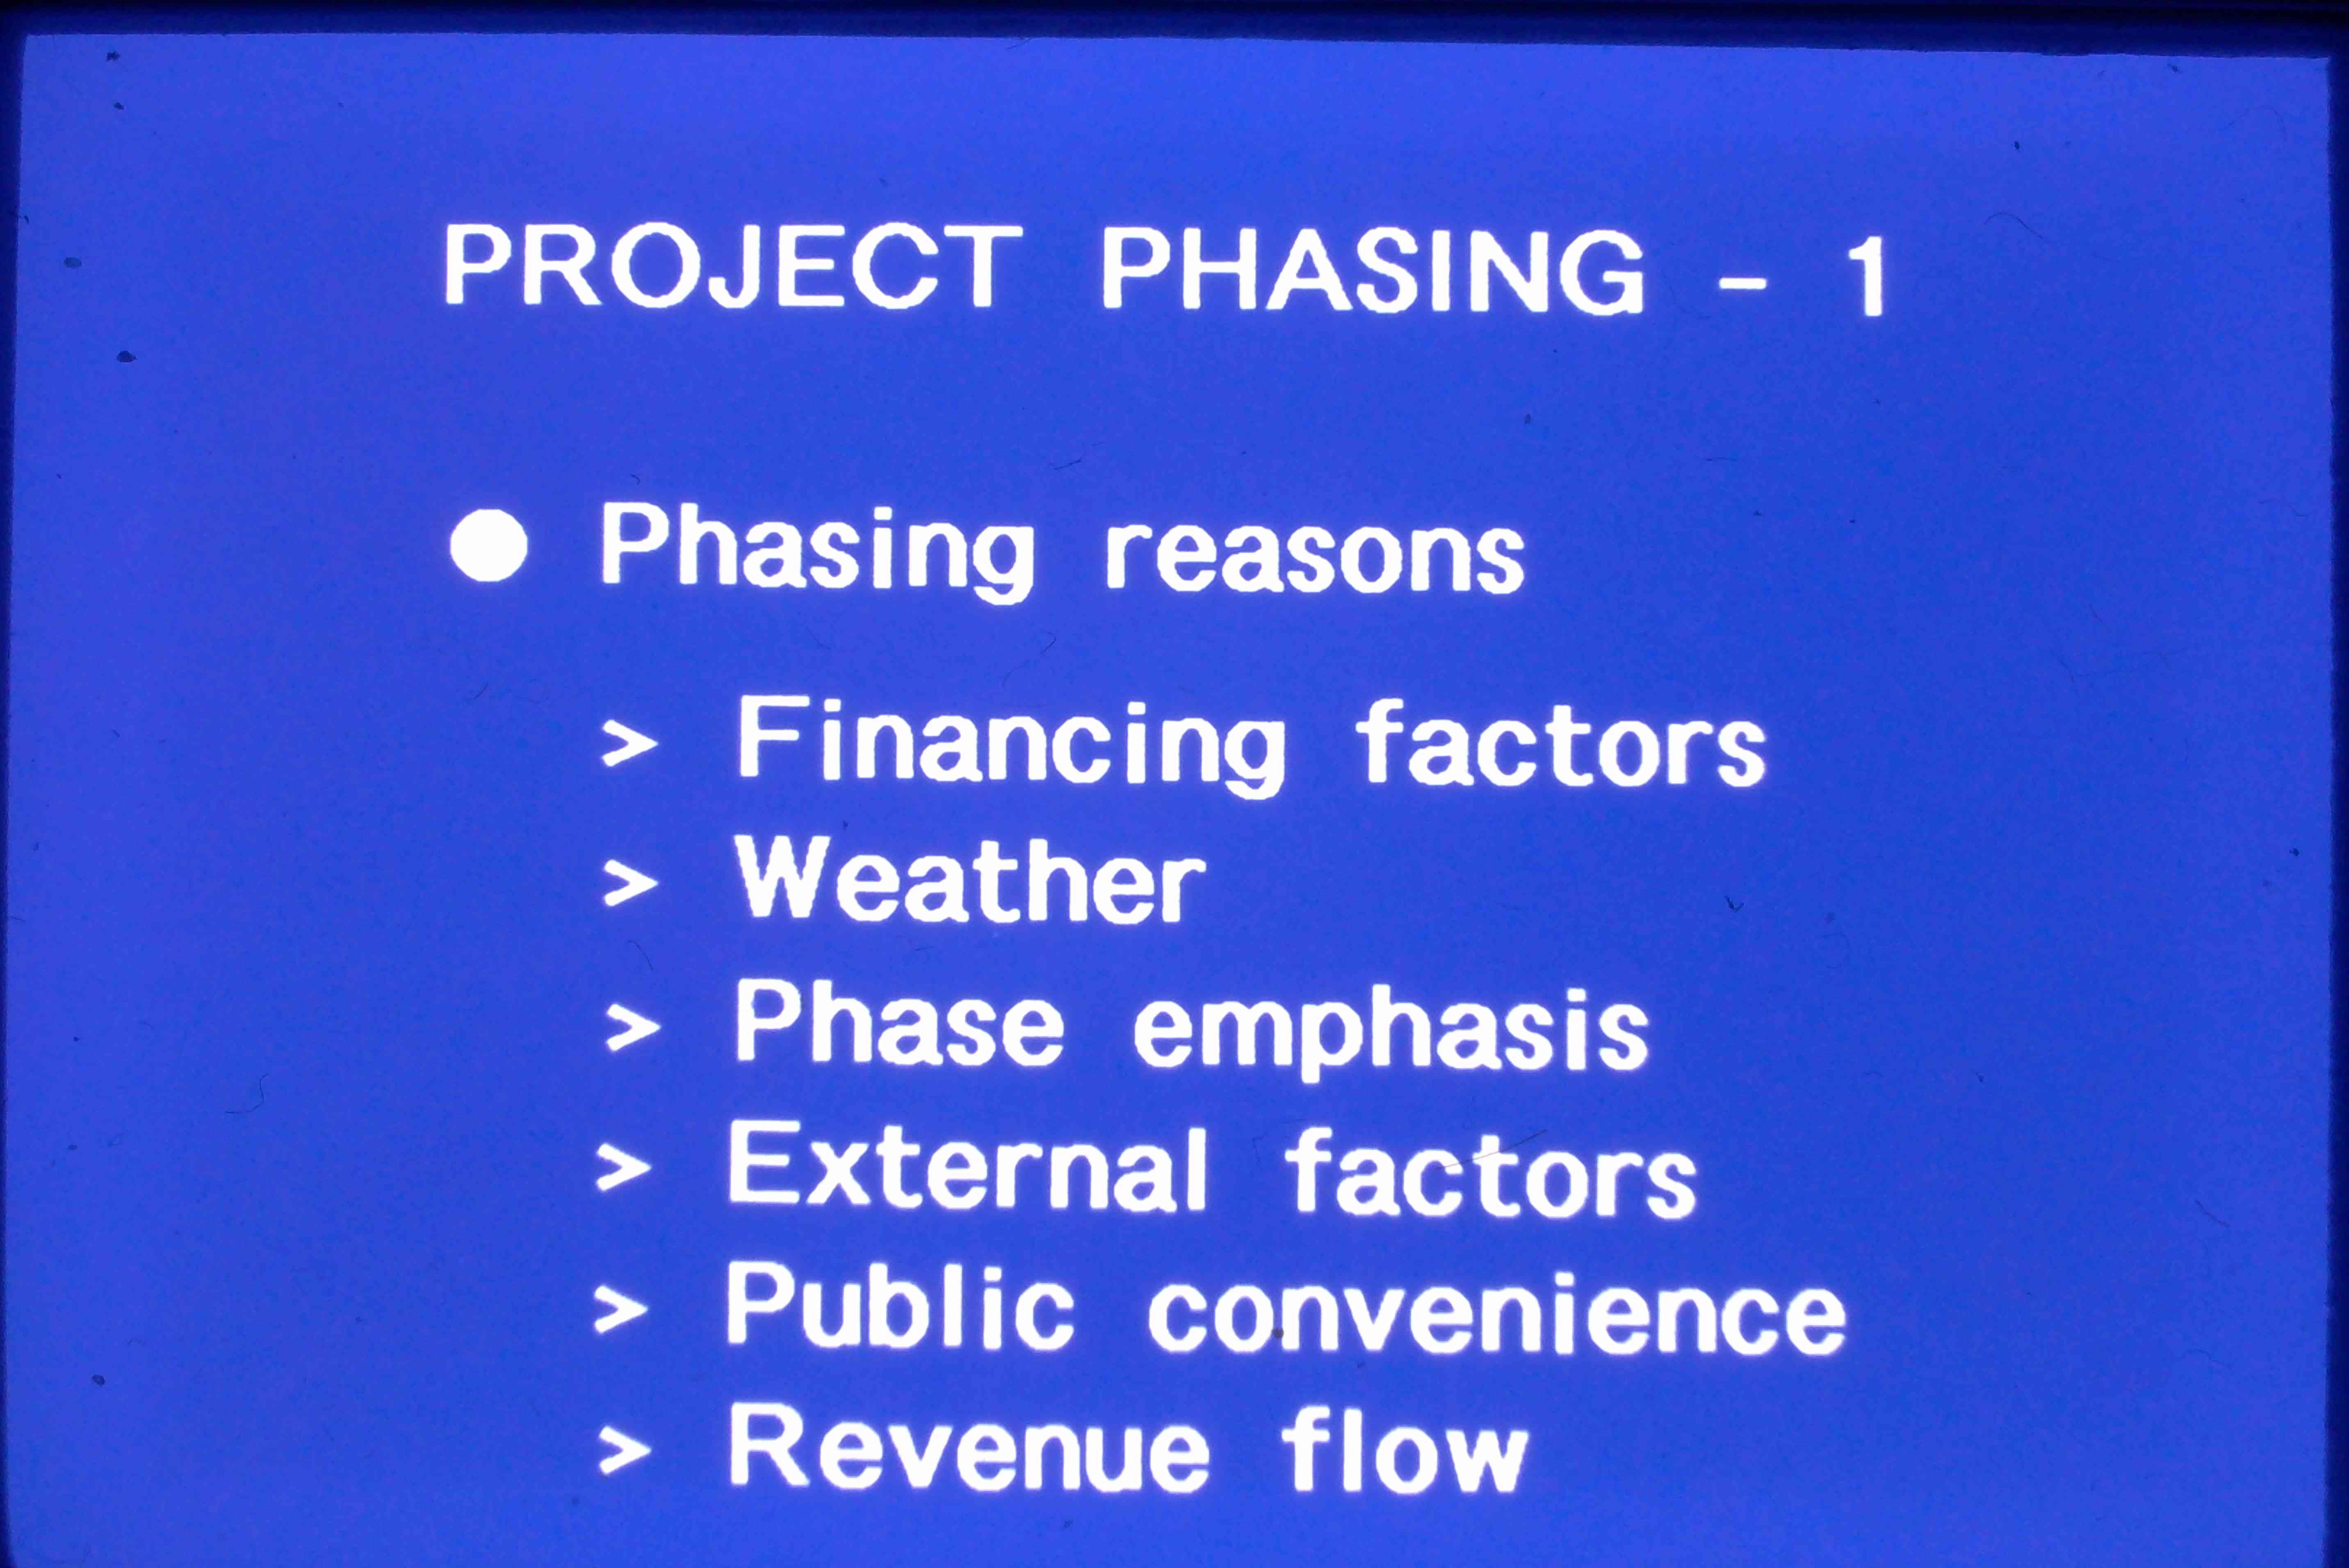 PROJECT PHASING - 1
● Phasing reasons
> Financing factors
> Weather
> Phase emphasis
> External factors
> Public convenience
> Revenue flow